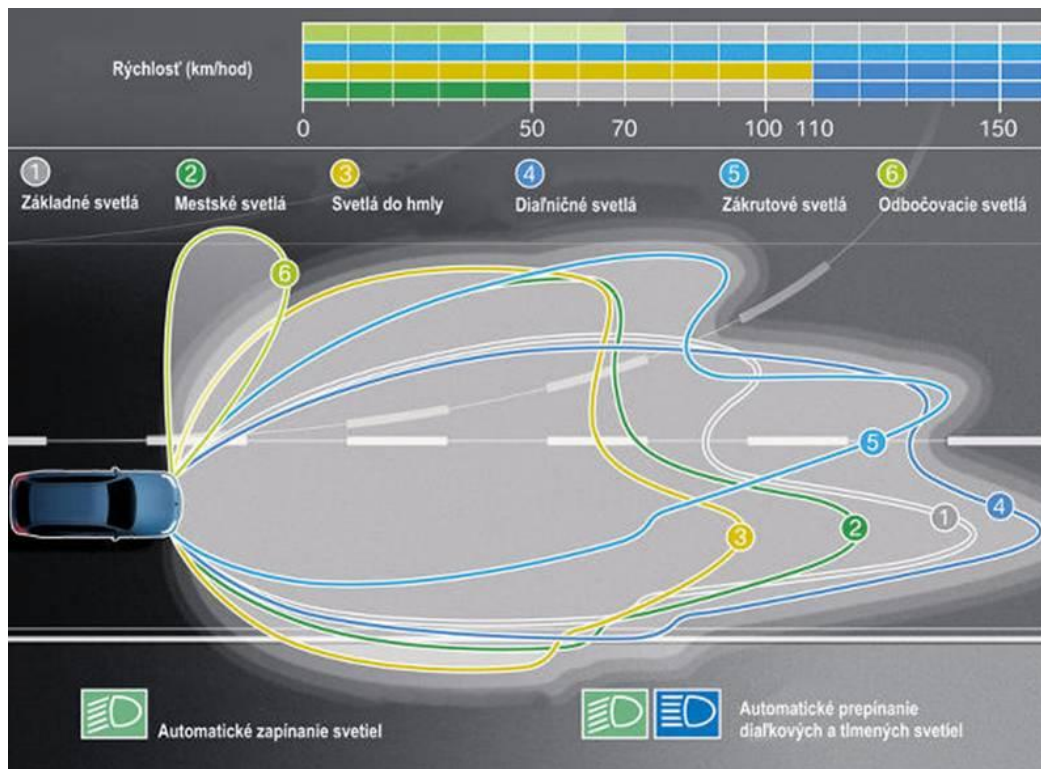 Rýchlosť (km/hod)
0 50 70 100 110 150
1 2 3 4 5 6
Základné svetlá Mestské svetlá Svetlá do hmly Diaľničné svetlá Zákrutové svetlá Odbočovacie svetlá
6
5
4
1
2
3
Automatické zapínanie svetiel
Automatické prepínanie
diaľkových a tlmených svetiel